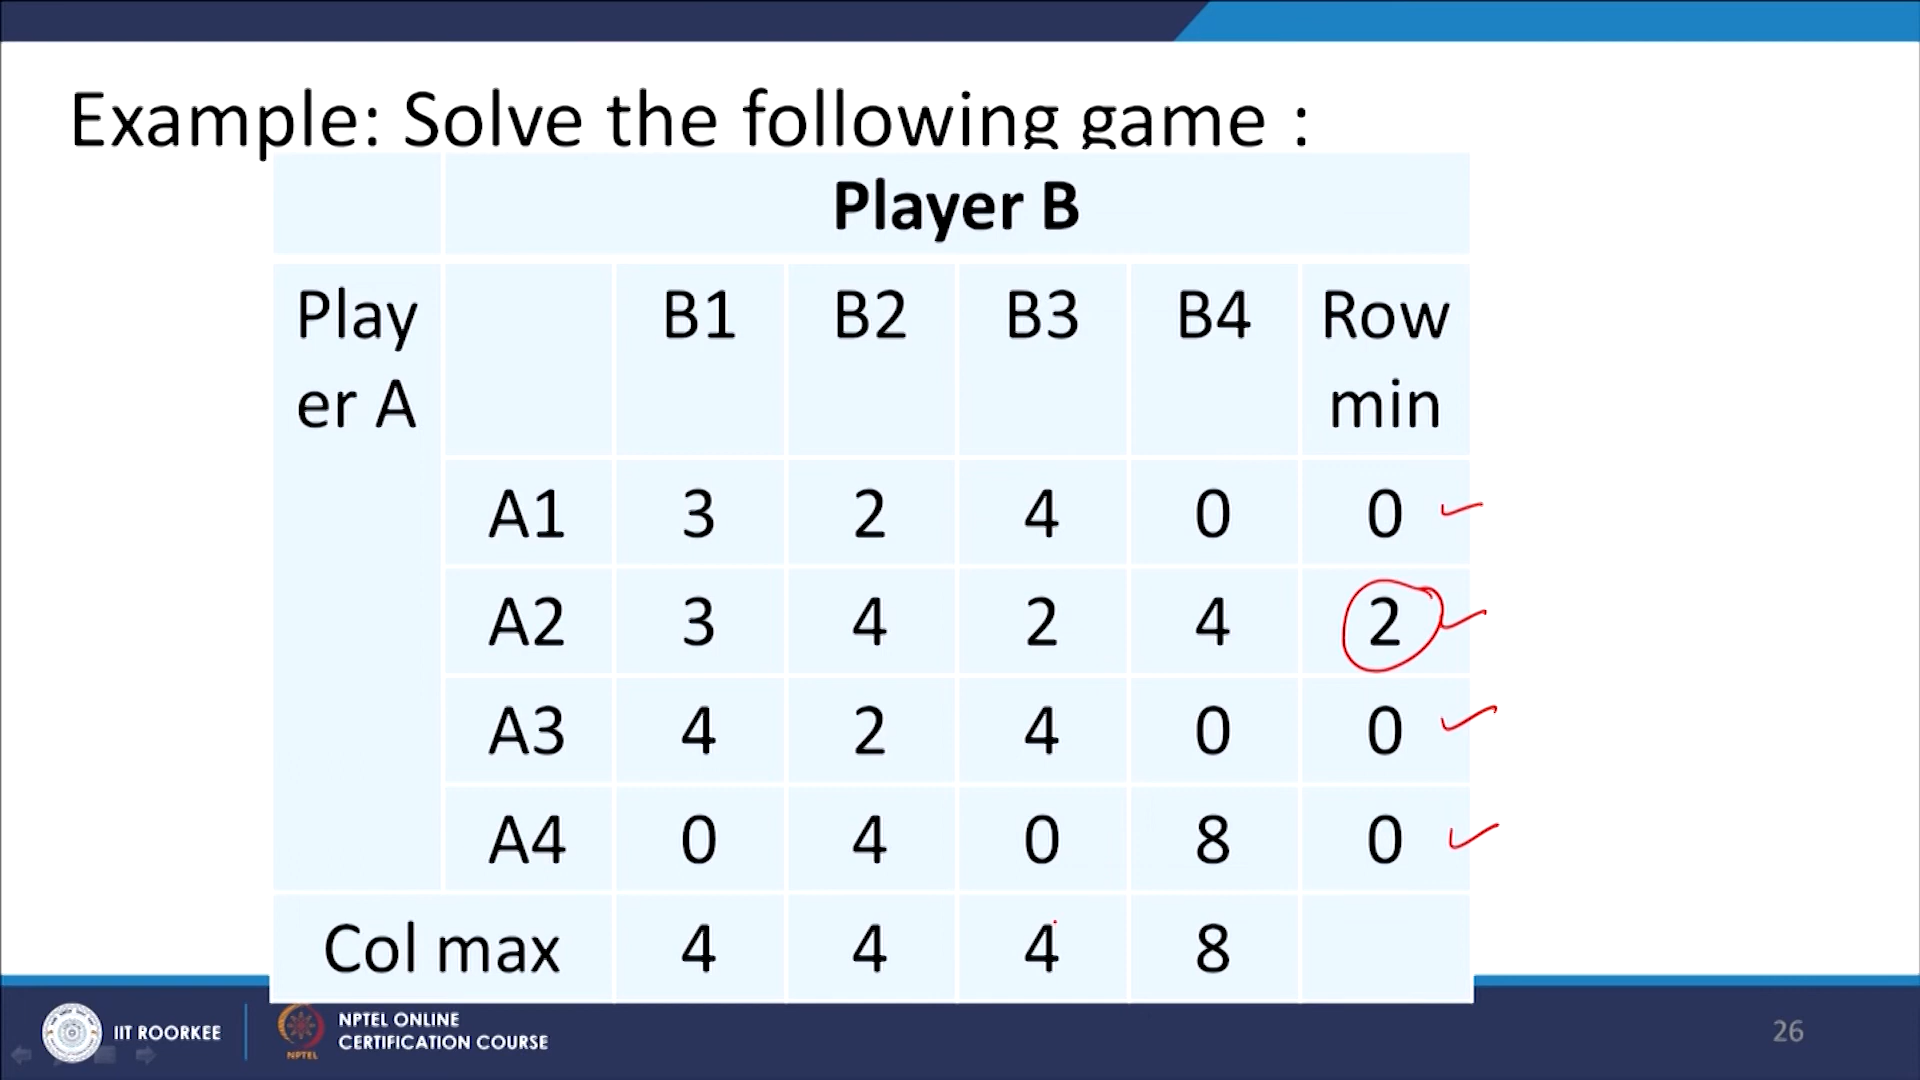 Example: Solve the following game :
Player B
Play
er A
B1 B2 B3 B4 Row
min
A1 3 2 4 0 0
A2 3 4 2 4 2
A3 4 2 4 0 0
A4 0 4 0 8 0
Col max 4 4 4 8
IIT ROORKEE
NPTEL
NPTEL ONLINE
CERTIFICATION COURSE
26